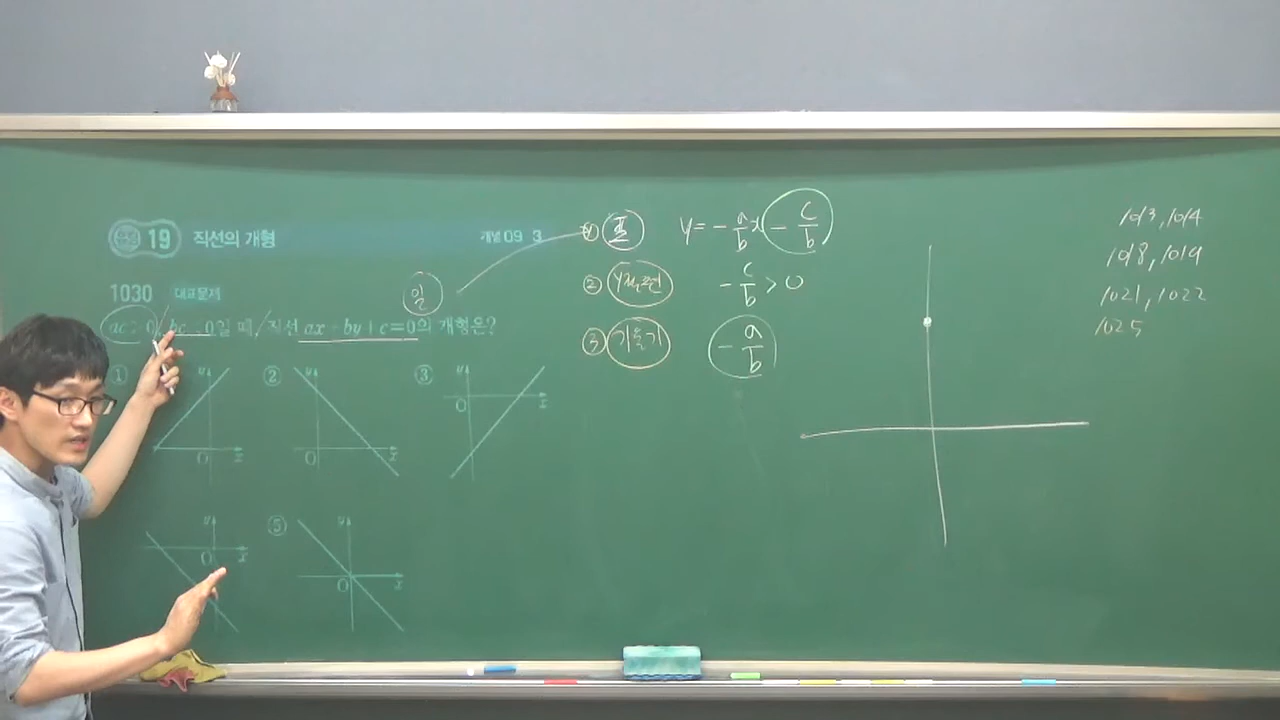 유형 19 직선의 개형 개념 09 3
1030 대표문제
일
ac 0, bc 0일 때, 직선 ax+by+c=0의 개형은?
① y O x
② y O x
③ O x
y O x
⑤ y O x
① 표 y = - a/b x - c/b
② y절편 - c/b > 0
③ 기울기 - a/b
1013, 1014
1018, 1019
1021, 1022
1025